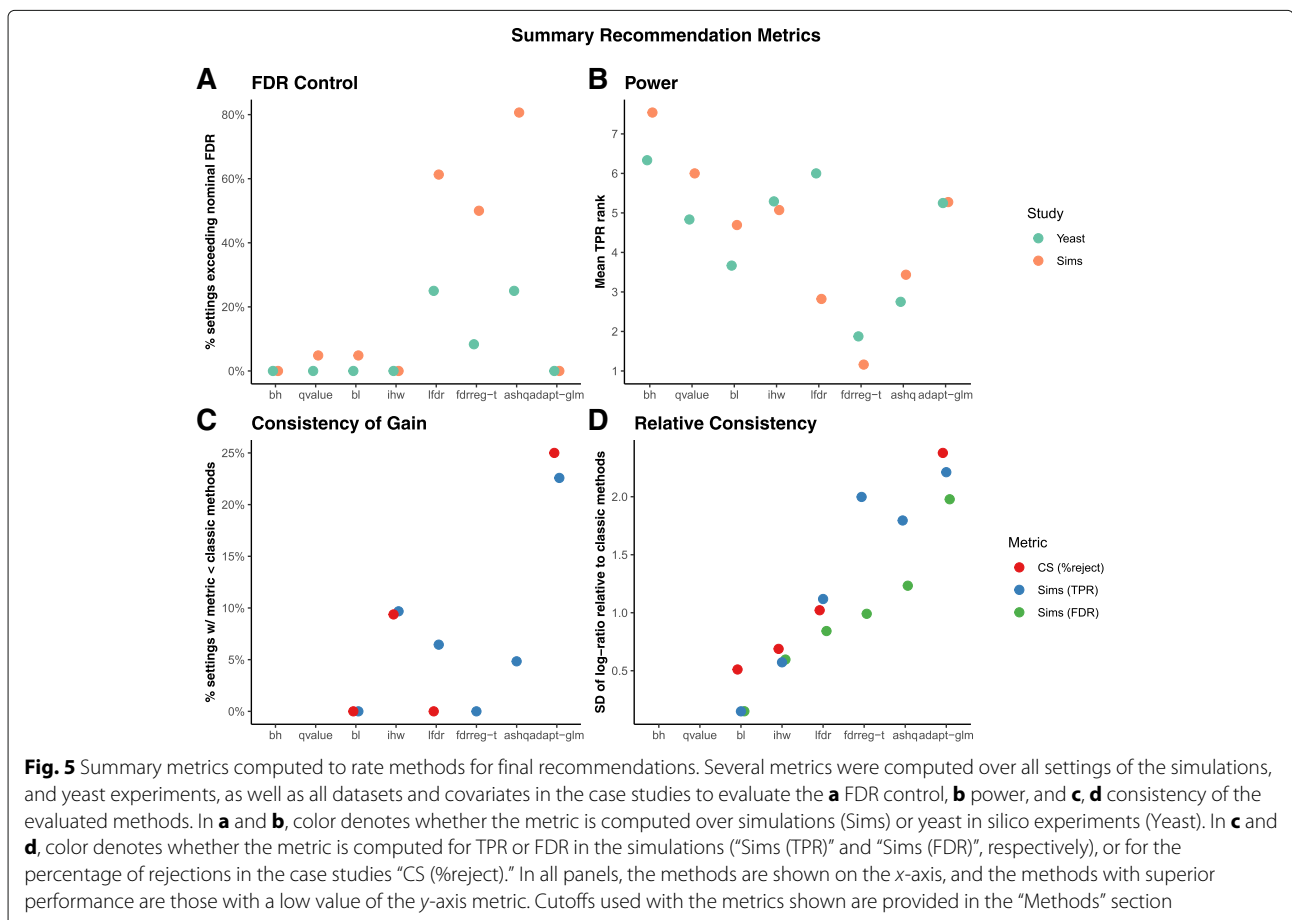 Summary Recommendation Metrics
A FDR Control
% settings exceeding nominal FDR
80%
60%
40%
20%
0%
bh qvalue bl ihw lfdr fdrreg−t ashq adapt−glm
B Power
Mean TPR rank
7
6
5
4
3
2
1
bh qvalue bl ihw lfdr fdrreg−t ashq adapt−glm
Study
Yeast
Sims
C Consistency of Gain
% settings w/ metric < classic methods
25%
20%
15%
10%
5%
0%
bh qvalue bl ihw lfdr fdrreg−t ashq adapt−glm
D Relative Consistency
SD of log−ratio relative to classic methods
2.0
1.5
1.0
0.5
bh qvalue bl ihw lfdr fdrreg−t ashq adapt−glm
Metric
CS (%reject)
Sims (TPR)
Sims (FDR)
Fig. 5 Summary metrics computed to rate methods for final recommendations. Several metrics were computed over all settings of the simulations,
and yeast experiments, as well as all datasets and covariates in the case studies to evaluate the a FDR control, b power, and c, d consistency of the
evaluated methods. In a and b, color denotes whether the metric is computed over simulations (Sims) or yeast in silico experiments (Yeast). In c and
d, color denotes whether the metric is computed for TPR or FDR in the simulations (“Sims (TPR)” and “Sims (FDR)”, respectively), or for the
percentage of rejections in the case studies “CS (%reject).” In all panels, the methods are shown on the x-axis, and the methods with superior
performance are those with a low value of the y-axis metric. Cutoffs used with the metrics shown are provided in the “Methods” section